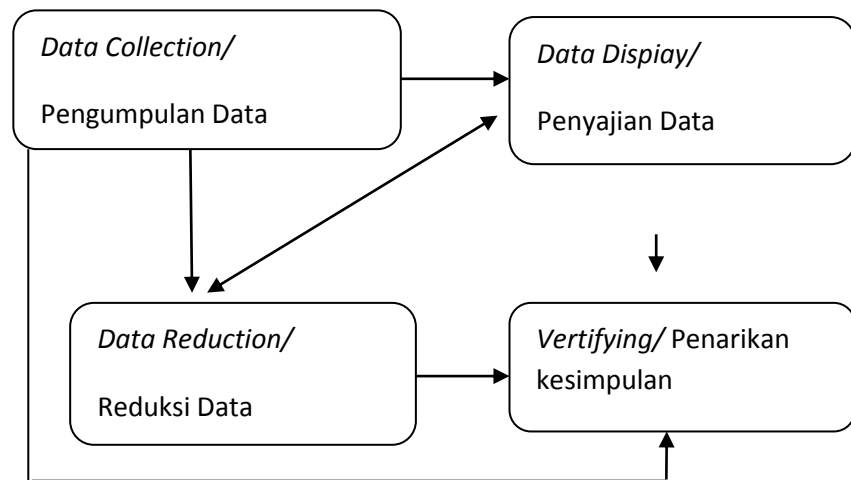 Data Collection/
Pengumpulan Data
Data Dispiay/
Penyajian Data
Data Reduction/
Reduksi Data
Vertifying/ Penarikan
kesimpulan